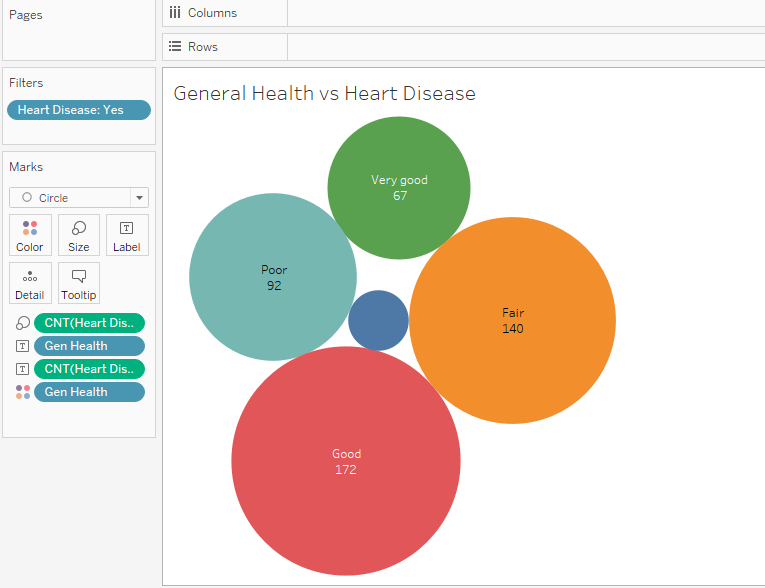 Pages
Columns
Rows
Filters
Heart Disease: Yes
Marks
Circle
Color
Size
Label
Detail
Tooltip
CNT(Heart Dis..
Gen Health
CNT(Heart Dis..
Gen Health
General Health vs Heart Disease
Very good
67
Poor
92
Fair
140
Good
172